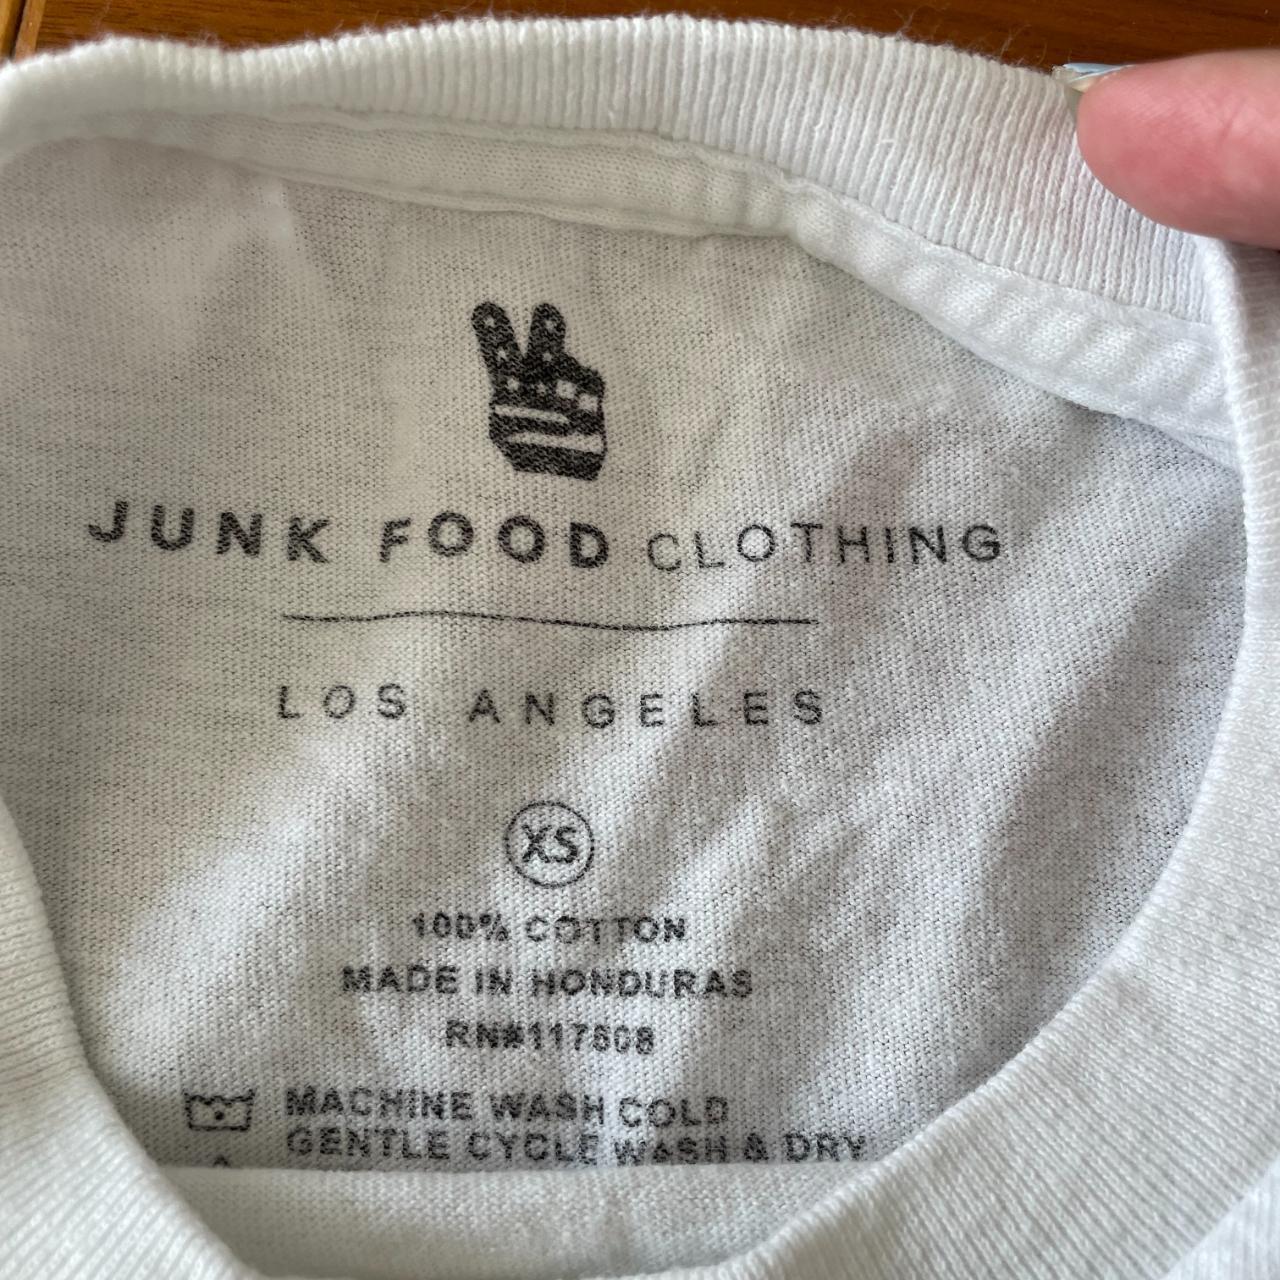 JUNK FOOD CLOTHING
LOS ANGELES
XS
100% COTTON
MADE IN HONDURAS
RN#117508
MACHINE WASH COLD
GENTLE CYCLE WASH & DRY